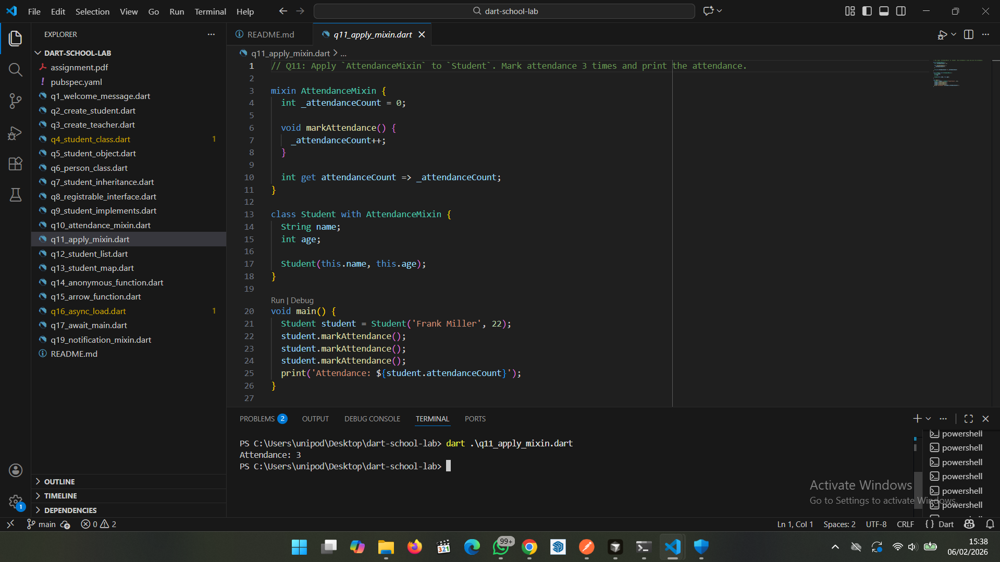 File Edit Selection View Go Run Terminal Help
dart-school-lab
EXPLORER
DART-SCHOOL-LAB
assignment.pdf
! pubspec.yaml
q1_welcome_message.dart
q2_create_student.dart
q3_create_teacher.dart
q4_student_class.dart 1
q5_student_object.dart
q6_person_class.dart
q7_student_inheritance.dart
q8_registrable_interface.dart
q9_student_implements.dart
q10_attendance_mixin.dart
q11_apply_mixin.dart
q12_student_list.dart
q13_student_map.dart
q14_anonymous_function.dart
q15_arrow_function.dart
q16_async_load.dart 1
q17_await_main.dart
q19_notification_mixin.dart
README.md
OUTLINE
TIMELINE
DEPENDENCIES
1
README.md
q11_apply_mixin.dart
q11_apply_mixin.dart > ...
1 // Q11: Apply `AttendanceMixin` to `Student`. Mark attendance 3 times and print the attendance.
2
3 mixin AttendanceMixin {
4 int _attendanceCount = 0;
5
6 void markAttendance() {
7 _attendanceCount++;
8 }
9
10 int get attendanceCount => _attendanceCount;
11 }
12
13 class Student with AttendanceMixin {
14 String name;
15 int age;
16
17 Student(this.name, this.age);
18 }
19
Run | Debug
20 void main() {
21 Student student = Student('Frank Miller', 22);
22 student.markAttendance();
23 student.markAttendance();
24 student.markAttendance();
25 print('Attendance: ${student.attendanceCount}');
26 }
27
PROBLEMS 2 OUTPUT DEBUG CONSOLE TERMINAL PORTS
PS C:\Users\unipod\Desktop\dart-school-lab> dart .\q11_apply_mixin.dart
Attendance: 3
PS C:\Users\unipod\Desktop\dart-school-lab>
powershell
powershell
powershell
powershell
powershell
powershell
Activate Windows
Go to Settings to activate Windows.
main
0 2
Ln 1, Col 1 Spaces: 2 UTF-8 CRLF { } Dart
321
99+
15:38
06/02/2026